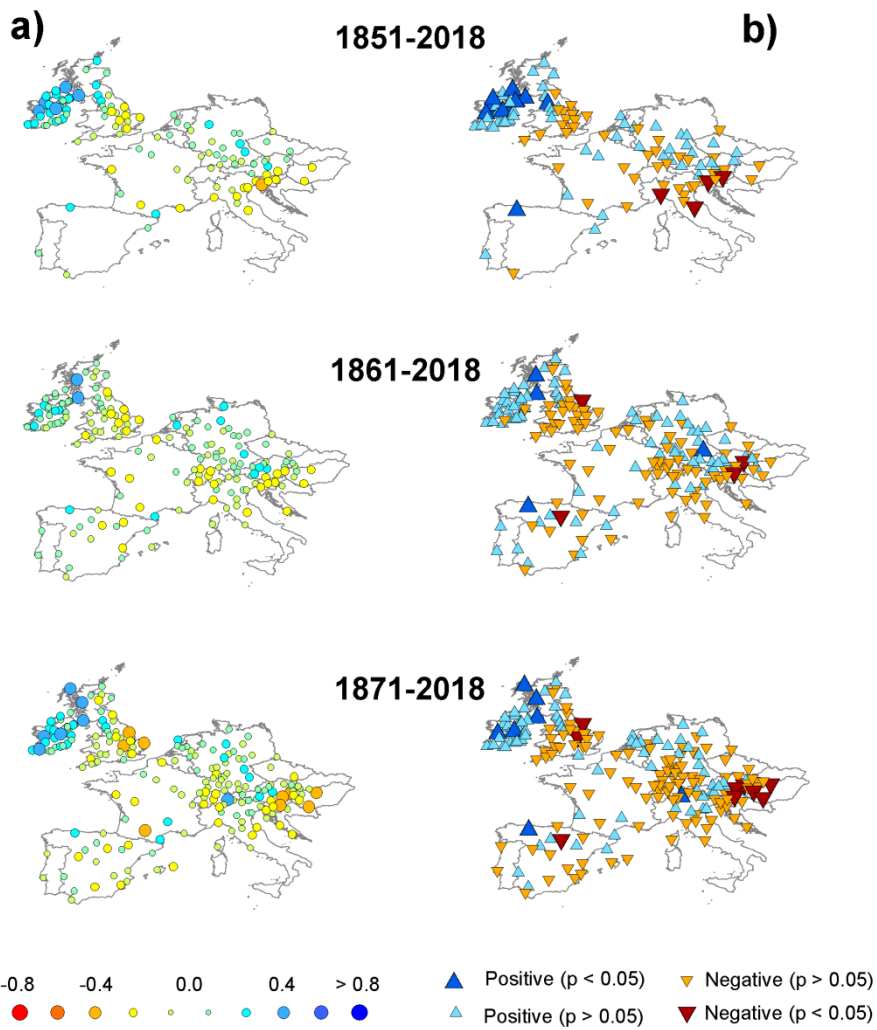 a) 1851-2018 b)
1861-2018
1871-2018
-0.8 -0.4 0.0 0.4 > 0.8
Positive (p < 0.05) Negative (p > 0.05)
Positive (p > 0.05) Negative (p < 0.05)